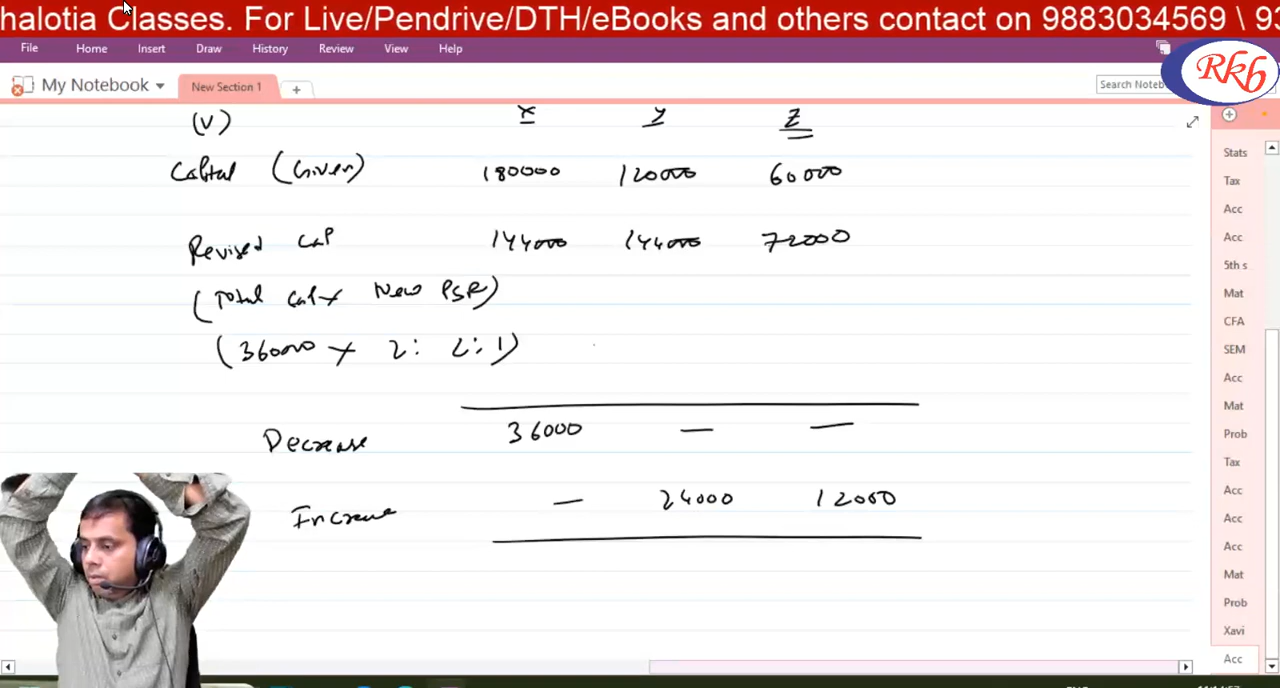 halotia Classes. For Live/Pendrive/DTH/eBooks and others contact on 9883034569 \ 93
File Home Insert Draw History Review View Help
Rkb
My Notebook New Section 1 + Search Noteb
(V) X Y Z
Capital (Given) 180000 120000 60000
Revised Cap 144000 144000 72000
(Total Cap x New PSR)
(360000 x 2: 2: 1)
Decrease 36000 — —
Increase — 24000 12000
Stats
Tax
Acc
Acc
5th s
Mat
CFA
SEM
Acc
Mat
Prob
Tax
Acc
Acc
Acc
Mat
Prob
Xavi
Acc